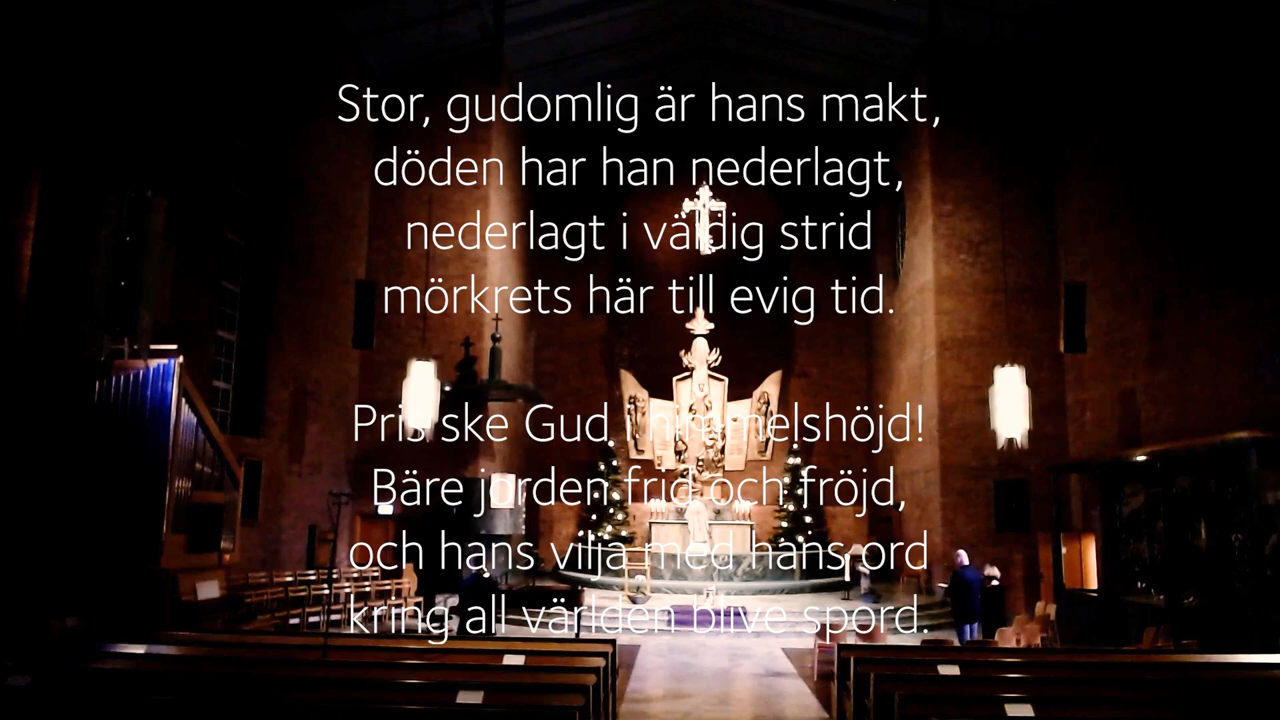 Stor, gudomlig är hans makt,
döden har han nederlagt,
nederlagt i väldig strid
mörkrets här till evig tid.
Pris ske Gud i himmelshöjd!
Bäre jorden frid och fröjd,
och hans vilja med hans ord
kring all världen blive spord.